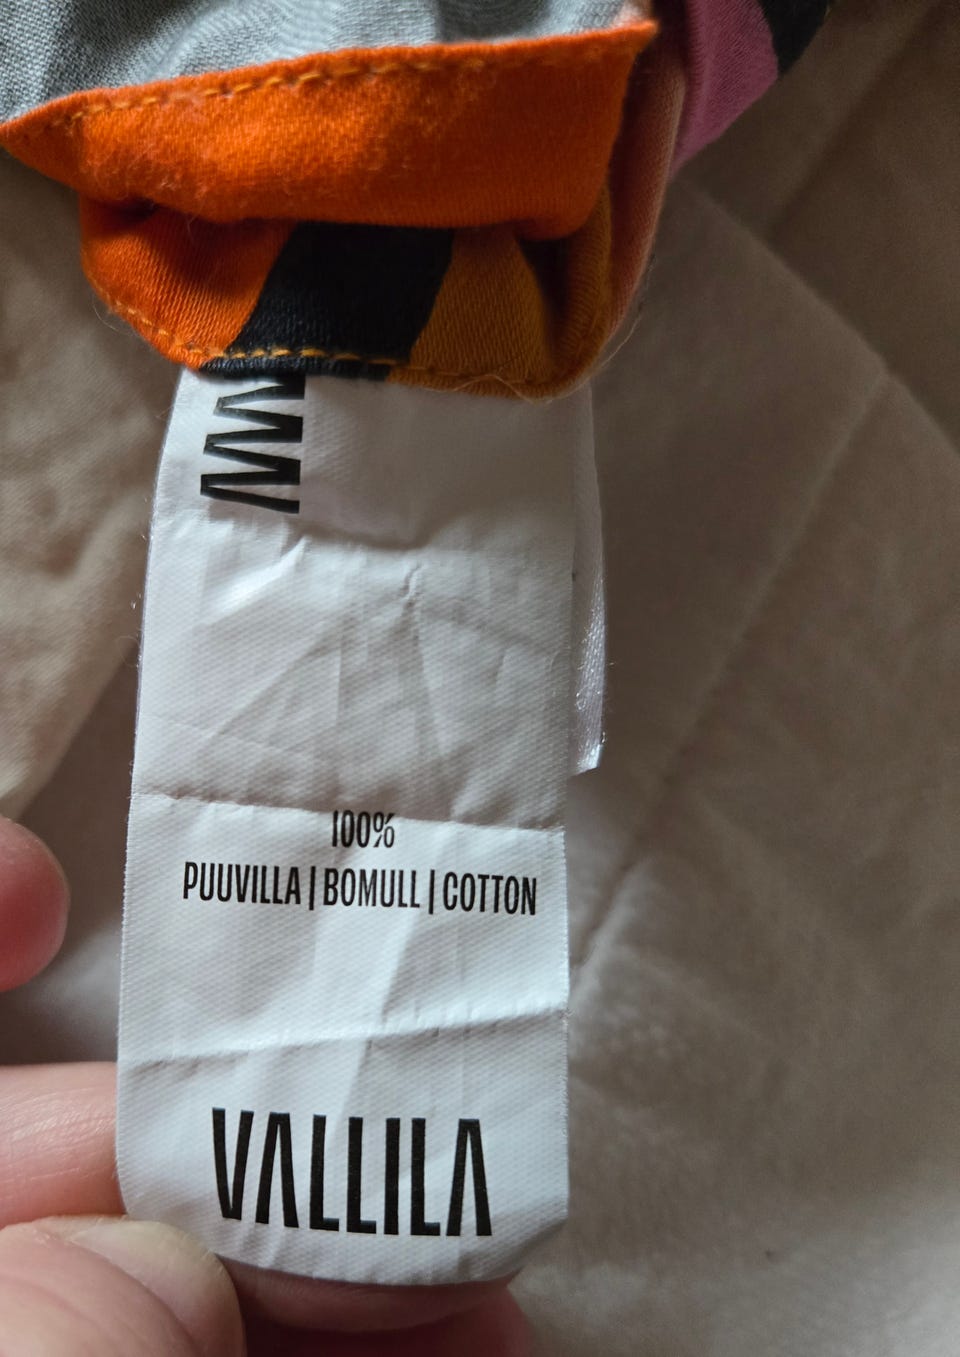 100%
PUUVILLA | BOMULL | COTTON
VALLILA